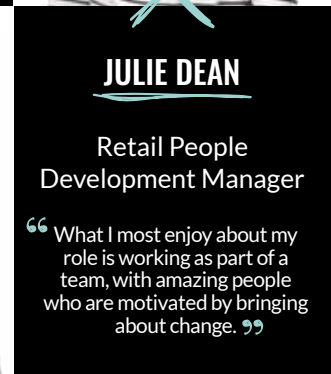 JULIE DEAN
Retail People
Development Manager
“ What I most enjoy about my
role is working as part of a
team, with amazing people
who are motivated by bringing
about change. ”